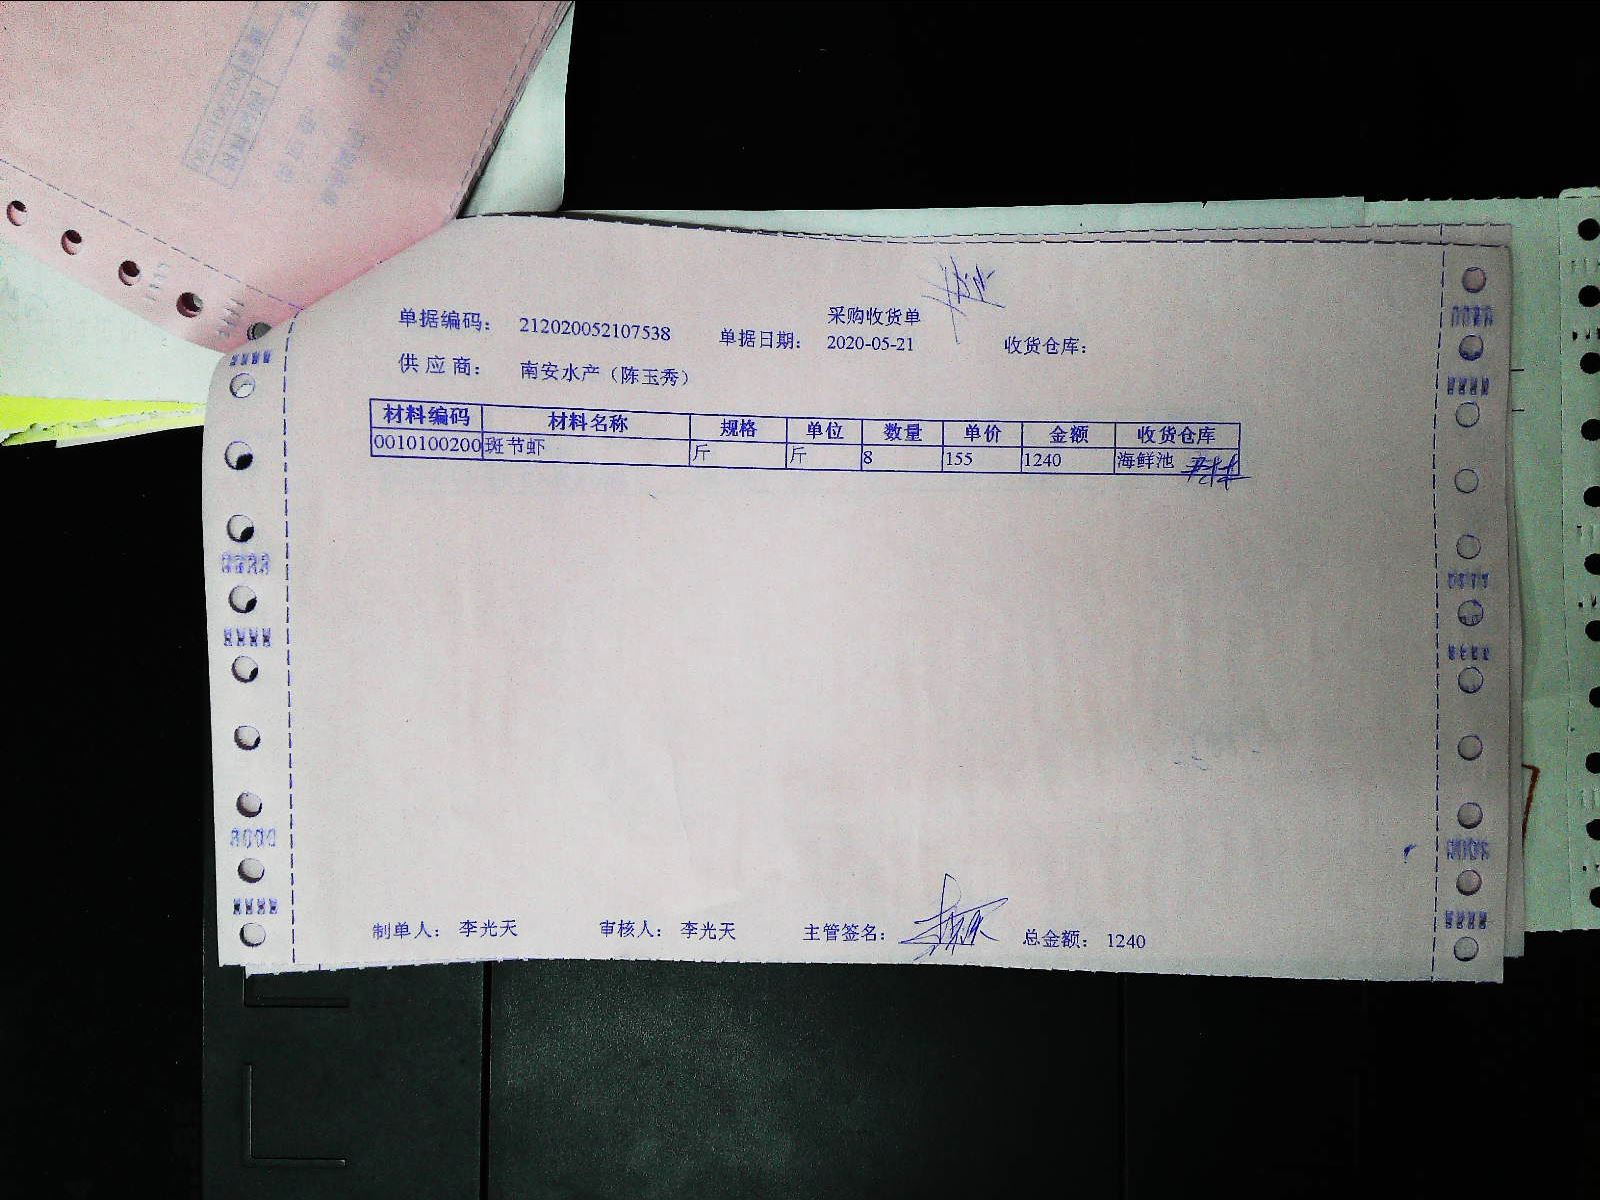 采购收货单
单据编码： 212020052107538 单据日期： 2020-05-21 收货仓库：
供应商： 南安水产（陈玉秀）
材料编码 材料名称 规格 单位 数量 单价 金额 收货仓库
0010100200 斑节虾 斤 斤 8 155 1240 海鲜池
制单人： 李光天 审核人： 李光天 主管签名： 总金额： 1240